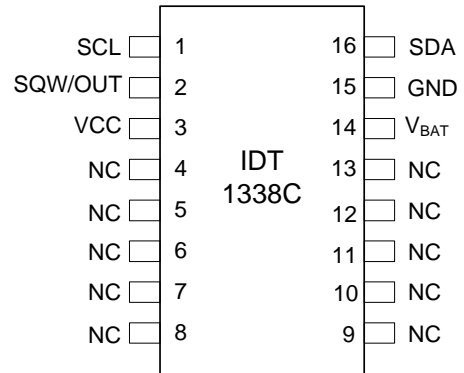 SCL 1 16 SDA
SQW/OUT 2 15 GND
VCC 3 14 VBAT
NC 4 IDT 13 NC
1338C
NC 5 12 NC
NC 6 11 NC
NC 7 10 NC
NC 8 9 NC